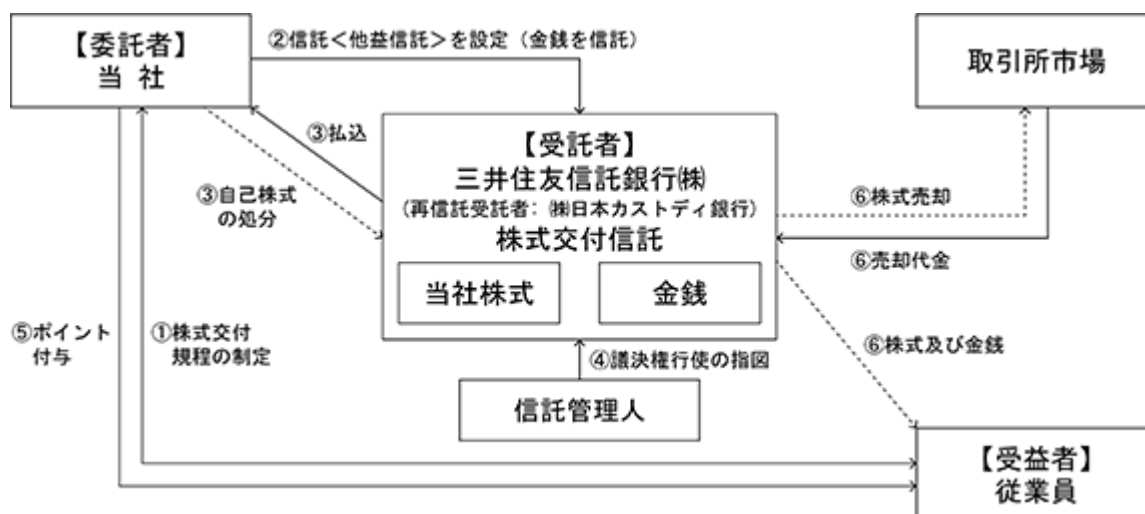 【委託者】
当 社
②信託＜他益信託＞を設定（金銭を信託）
取引所市場
③払込
③自己株式
の処分
【受託者】
三井住友信託銀行㈱
(再信託受託者：㈱日本カストディ銀行)
株式交付信託
当社株式
金銭
⑥株式売却
⑥売却代金
⑤ポイント
付与
①株式交付
規程の制定
④議決権行使の指図
⑥株式及び金銭
信託管理人
【受益者】
従業員